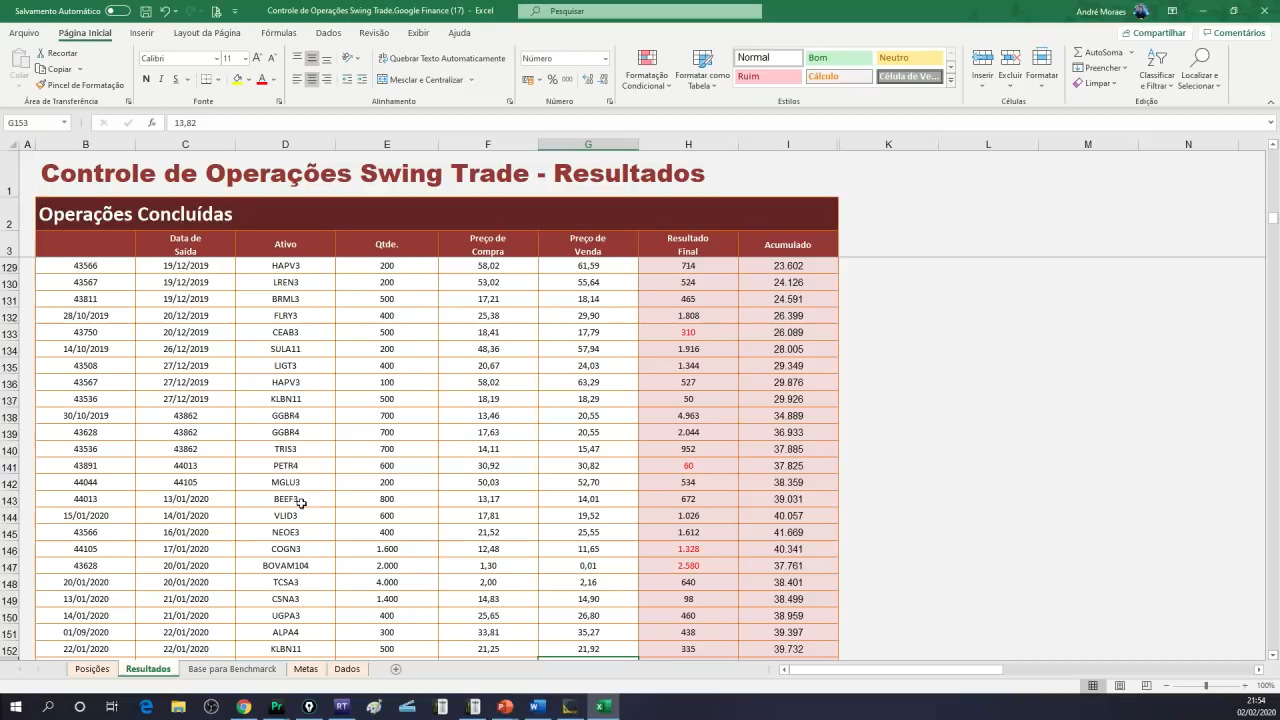 Salvamento Automático
Controle de Operações Swing Trade.Google Finance (17) - Excel
Pesquisar
André Moraes
Arquivo Página Inicial Inserir Layout da Página Fórmulas Dados Revisão Exibir Ajuda Compartilhar Comentários
Colar Recortar Copiar Pincel de Formatação
Calibri 11
N I S
Quebrar Texto Automaticamente
Mesclar e Centralizar
Número
Formatação Condicional
Formatar como Tabela
Normal Bom Neutro
Ruim Cálculo Célula de Ve...
Inserir Excluir Formatar
AutoSoma Preencher Limpar
Classificar e Filtrar
Localizar e Selecionar
Área de Transferência Fonte Alinhamento Número Estilos Células Edição
G153 fx 13,82
A B C D E F G H I K L M N
1 Controle de Operações Swing Trade - Resultados
2 Operações Concluídas
3 Data de Saída Ativo Qtde. Preço de Compra Preço de Venda Resultado Final Acumulado
129 43566 19/12/2019 HAPV3 200 58,02 61,59 714 23.602
130 43567 19/12/2019 LREN3 200 53,02 55,64 524 24.126
131 43811 19/12/2019 BRML3 500 17,21 18,14 465 24.591
132 28/10/2019 20/12/2019 FLRY3 400 25,38 29,90 1.808 26.399
133 43750 20/12/2019 CEAB3 500 18,41 17,79 310 26.089
134 14/10/2019 26/12/2019 SULA11 200 48,36 57,94 1.916 28.005
135 43508 27/12/2019 LIGT3 400 20,67 24,03 1.344 29.349
136 43567 27/12/2019 HAPV3 100 58,02 63,29 527 29.876
137 43536 27/12/2019 KLBN11 500 18,19 18,29 50 29.926
138 30/10/2019 43862 GGBR4 700 13,46 20,55 4.963 34.889
139 43628 43862 GGBR4 700 17,63 20,55 2.044 36.933
140 43536 43862 TRIS3 700 14,11 15,47 952 37.885
141 43891 44013 PETR4 600 30,92 30,82 60 37.825
142 44044 44105 MGLU3 200 50,03 52,70 534 38.359
143 44013 13/01/2020 BEEF3 800 13,17 14,01 672 39.031
144 15/01/2020 14/01/2020 VLID3 600 17,81 19,52 1.026 40.057
145 43566 16/01/2020 NEOE3 400 21,52 25,55 1.612 41.669
146 44105 17/01/2020 COGN3 1.600 12,48 11,65 1.328 40.341
147 43628 20/01/2020 BOVAM104 2.000 1,30 0,01 2.580 37.761
148 20/01/2020 20/01/2020 TCSA3 4.000 2,00 2,16 640 38.401
149 13/01/2020 21/01/2020 CSNA3 1.400 14,83 14,90 98 38.499
150 14/01/2020 21/01/2020 UGPA3 400 25,65 26,80 460 38.959
151 01/09/2020 22/01/2020 ALPA4 300 33,81 35,27 438 39.397
152 22/01/2020 22/01/2020 KLBN11 500 21,25 21,92 335 39.732
Posições Resultados Base para Benchmarck Metas Dados
100%
21:54
02/02/2020